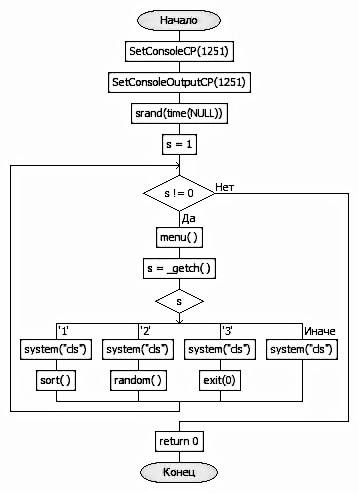 Начало
SetConsoleCP(1251)
SetConsoleOutputCP(1251)
srand(time(NULL))
s = 1
s != 0
Нет
Да
menu( )
s = _getch( )
s
'1' '2' '3' Иначе
system("cls") system("cls") system("cls") system("cls")
sort( ) random( ) exit(0)
return 0
Конец